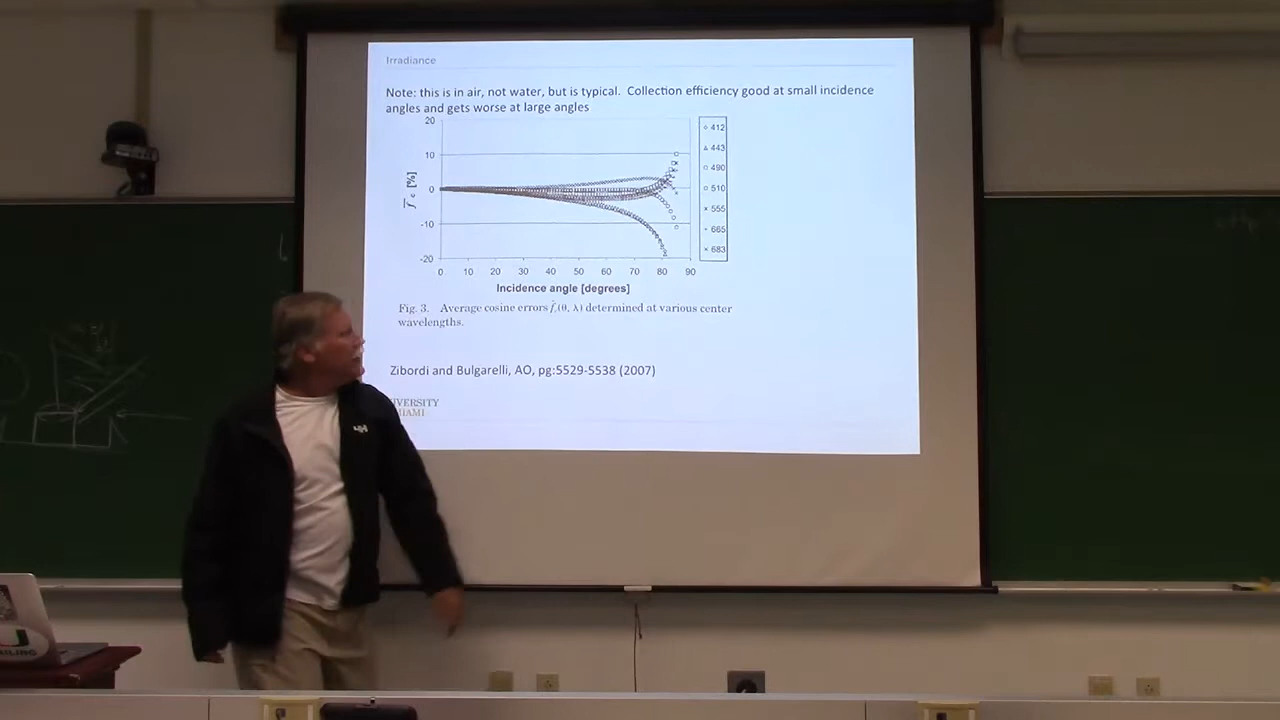 Irradiance
Note: this is in air, not water, but is typical. Collection efficiency good at small incidence
angles and gets worse at large angles
20
10
0
-10
-20
f c [%]
0 10 20 30 40 50 60 70 80 90
Incidence angle [degrees]
412
443
490
510
555
665
683
Fig. 3. Average cosine errors f̄c(θ, λ) determined at various center
wavelengths.
Zibordi and Bulgarelli, AO, pg:5529-5538 (2007)
IVERSITY
MIAMI
AILING